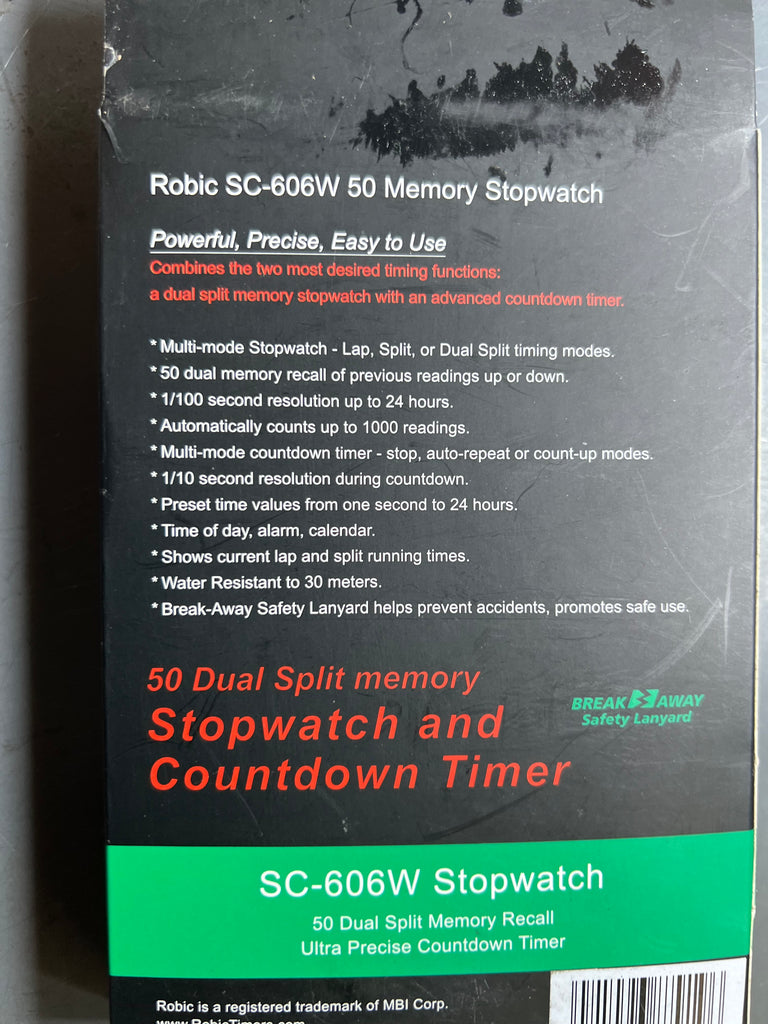 Robic SC-606W 50 Memory Stopwatch
Powerful, Precise, Easy to Use
Combines the two most desired timing functions:
a dual split memory stopwatch with an advanced countdown timer.
* Multi-mode Stopwatch - Lap, Split, or Dual Split timing modes.
* 50 dual memory recall of previous readings up or down.
* 1/100 second resolution up to 24 hours.
* Automatically counts up to 1000 readings.
* Multi-mode countdown timer - stop, auto-repeat or count-up modes.
* 1/10 second resolution during countdown.
* Preset time values from one second to 24 hours.
* Time of day, alarm, calendar.
* Shows current lap and split running times.
* Water Resistant to 30 meters.
* Break-Away Safety Lanyard helps prevent accidents, promotes safe use.
50 Dual Split memory
Stopwatch and
Countdown Timer
BREAK AWAY
Safety Lanyard
SC-606W Stopwatch
50 Dual Split Memory Recall
Ultra Precise Countdown Timer
Robic is a registered trademark of MBI Corp.
www.RobicTimers.com